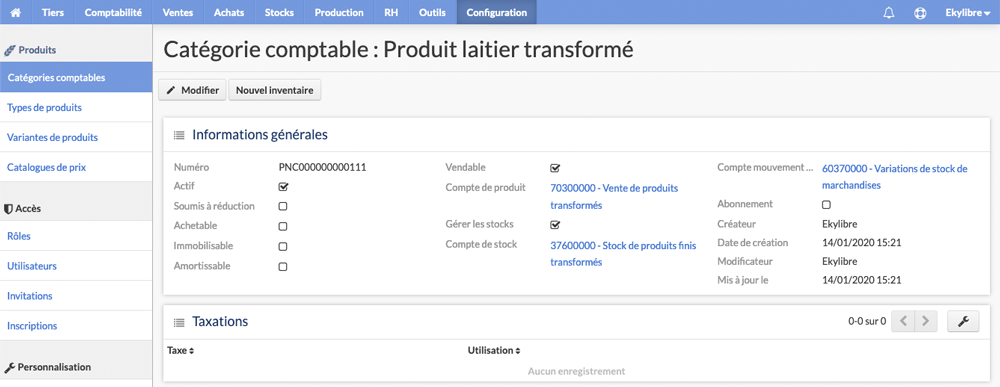 Tiers Comptabilité Ventes Achats Stocks Production RH Outils Configuration Ekylibre
Produits
Catégories comptables
Types de produits
Variantes de produits
Catalogues de prix
Accès
Rôles
Utilisateurs
Invitations
Inscriptions
Personnalisation
Catégorie comptable : Produit laitier transformé
Modifier Nouvel inventaire
Informations générales
Numéro PNC000000000111
Actif
Soumis à réduction
Achetable
Immobilisable
Amortissable
Vendable
Compte de produit 70300000 - Vente de produits
transformés
Gérer les stocks
Compte de stock 37600000 - Stock de produits finis
transformés
Compte mouvement ... 60370000 - Variations de stock de
marchandises
Abonnement
Créateur Ekylibre
Date de création 14/01/2020 15:21
Modificateur Ekylibre
Mis à jour le 14/01/2020 15:21
Taxations 0-0 sur 0
Taxe Utilisation
Aucun enregistrement